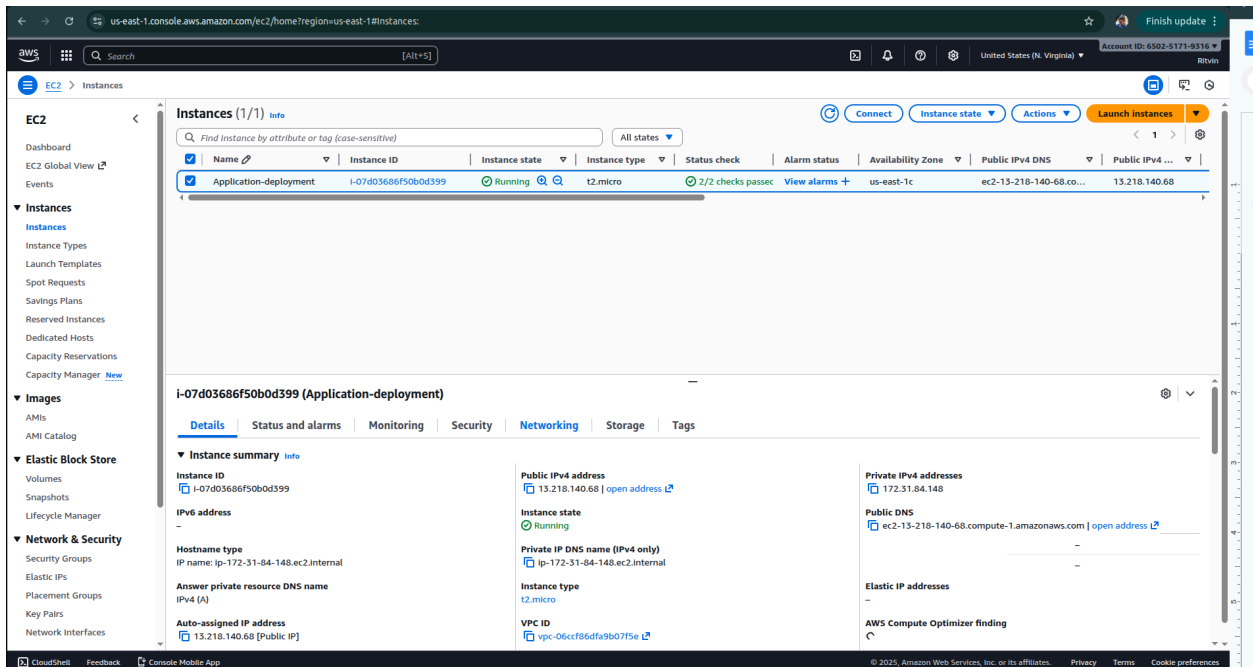 us-east-1.console.aws.amazon.com/ec2/home?region=us-east-1#Instances:
Finish update
aws
Search
[Alt+S]
United States (N. Virginia)
Account ID: 6502-5171-9316
Ritvin
EC2 > Instances
EC2
Dashboard
EC2 Global View
Events
Instances
Instances
Instance Types
Launch Templates
Spot Requests
Savings Plans
Reserved Instances
Dedicated Hosts
Capacity Reservations
Capacity Manager New
Images
AMIs
AMI Catalog
Elastic Block Store
Volumes
Snapshots
Lifecycle Manager
Network & Security
Security Groups
Elastic IPs
Placement Groups
Key Pairs
Network Interfaces
Instances (1/1) Info
Connect
Instance state
Actions
Launch instances
Find Instance by attribute or tag (case-sensitive)
All states
1
Name Instance ID Instance state Instance type Status check Alarm status Availability Zone Public IPv4 DNS Public IPv4 ...
Application-deployment i-07d03686f50b0d399 Running t2.micro 2/2 checks passec View alarms + us-east-1c ec2-13-218-140-68.co... 13.218.140.68
i-07d03686f50b0d399 (Application-deployment)
Details Status and alarms Monitoring Security Networking Storage Tags
Instance summary Info
Instance ID
i-07d03686f50b0d399
Public IPv4 address
13.218.140.68 | open address
Private IPv4 addresses
172.31.84.148
IPv6 address
–
Instance state
Running
Public DNS
ec2-13-218-140-68.compute-1.amazonaws.com | open address
–
–
Hostname type
IP name: ip-172-31-84-148.ec2.internal
Private IP DNS name (IPv4 only)
ip-172-31-84-148.ec2.internal
Answer private resource DNS name
IPv4 (A)
Instance type
t2.micro
Elastic IP addresses
–
Auto-assigned IP address
13.218.140.68 [Public IP]
VPC ID
vpc-06ccf86dfa9b07f5e
AWS Compute Optimizer finding
CloudShell Feedback Console Mobile App
© 2025, Amazon Web Services, Inc. or its affiliates. Privacy Terms Cookie preferences